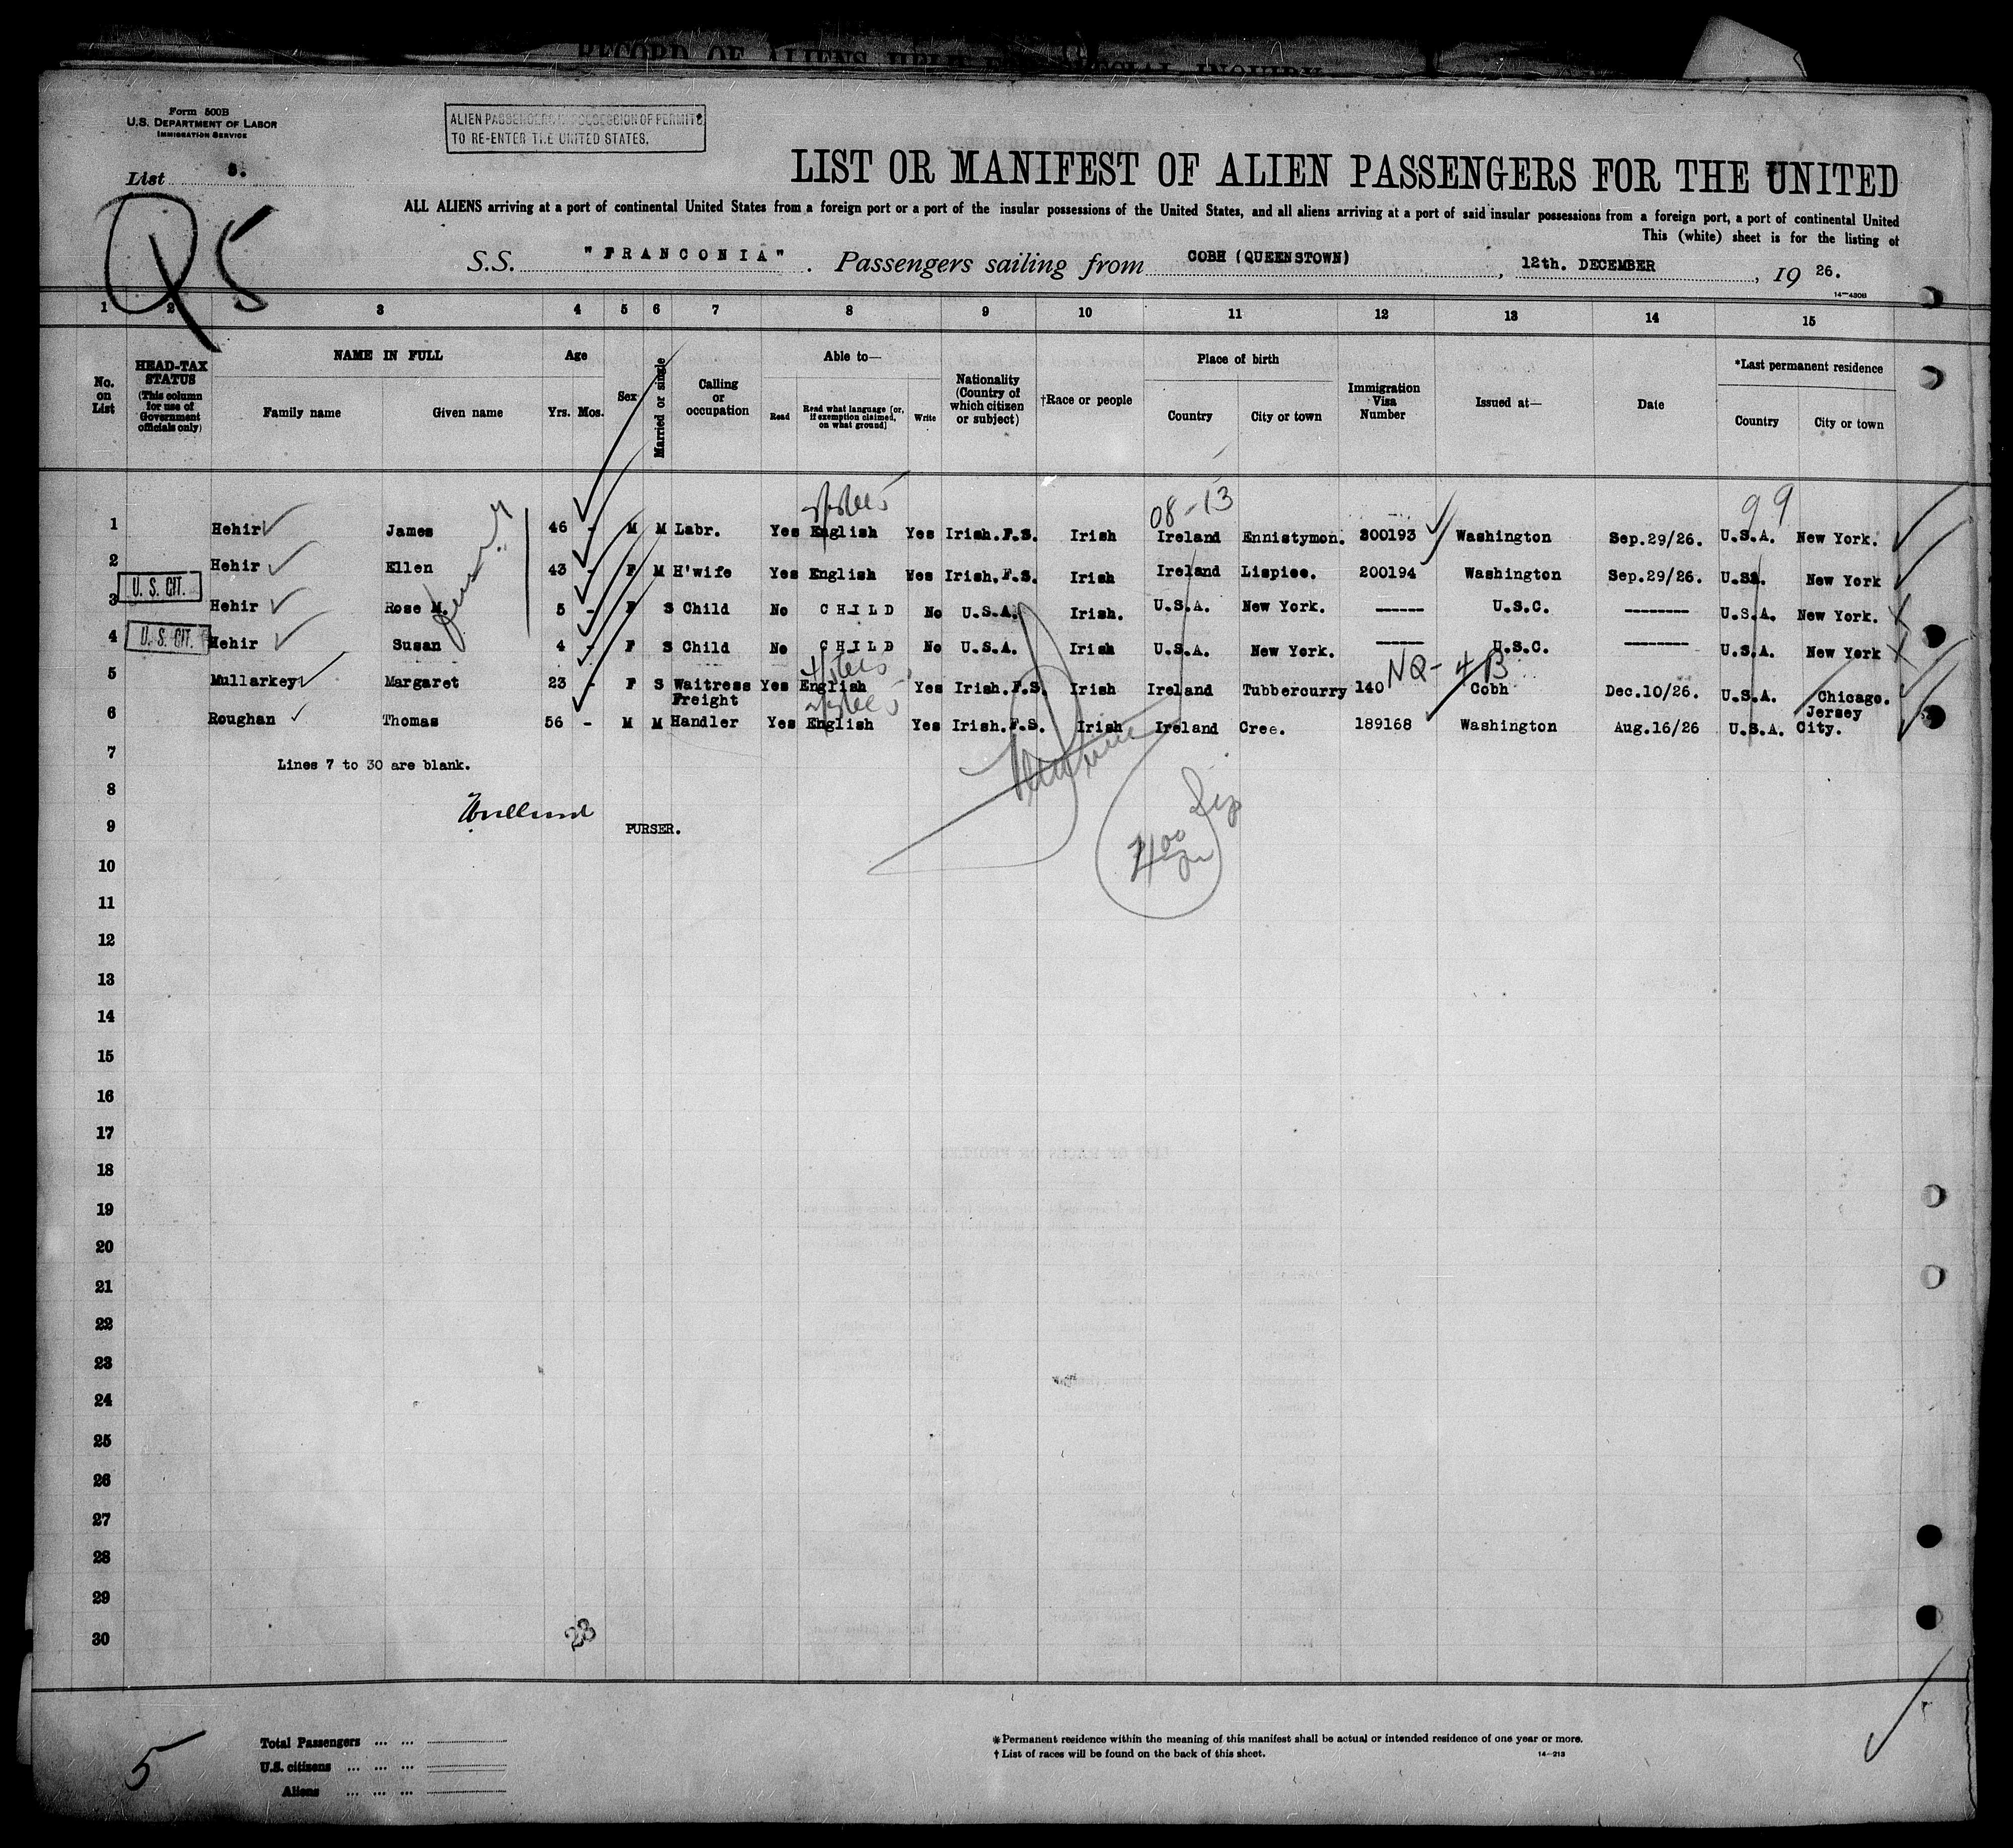 RECORD OF ALIENS HELD FOR SPECIAL INQUIRY
Form 500B
U.S. DEPARTMENT OF LABOR
IMMIGRATION SERVICE
ALIEN PASSENGERS IN POSSESSION OF PERMITS
TO RE-ENTER THE UNITED STATES.
List
LIST OR MANIFEST OF ALIEN PASSENGERS FOR THE UNITED
ALL ALIENS arriving at a port of continental United States from a foreign port or a port of the insular possessions of the United States, and all aliens arriving at a port of said insular possessions from a foreign port, a port of continental United
This (white) sheet is for the listing of
S.S. "FRANCONIA" . Passengers sailing from COBH (QUEENSTOWN) , 12th. DECEMBER , 19 26.
14—430B
1 2 3 4 5 6 7 8 9 10 11 12 13 14 15
No. on List
HEAD-TAX STATUS (This column for use of Government officials only)
NAME IN FULL Family name Given name
Age Yrs. Mos.
Sex
Married or single
Calling or occupation
Able to— Read Read what language [or, if exemption claimed, on what ground] Write
Nationality (Country of which citizen or subject)
†Race or people
Place of birth Country City or town
Immigration Visa Number
Issued at—
Date
*Last permanent residence Country City or town
08-13
99
1 Hehir James 46 - M M Labr. Yes English Yes Irish.F.S. Irish Ireland Ennistymon. 200193 Washington Sep.29/26. U.S.A. New York.
2 Hehir Ellen 43 - F M H'wife Yes English Yes Irish.F.S. Irish Ireland 200194 Washington Sep.29/26. U.S.A. New York
U.S. CIT.
3 Hehir Rose M. 5 - F S Child No CHILD No U.S.A. Irish. U.S.A. New York. ------ U.S.C. -------- U.S.A. New York.
U.S. CIT.
4 Hehir Susan 4 - F S Child No CHILD No U.S.A. Irish U.S.A. New York. ------ U.S.C. -------- U.S.A. New York
NQ-4B
5 Mullarkey Margaret 23 - F S Waitress Yes English Yes Irish.F.S. Irish Ireland Tubbercurry 140 Cobh Dec.10/26. U.S.A. Chicago.
6 Roughan Thomas 56 - M M Freight Handler Yes English Yes Irish.F.S. Irish Ireland Cree. 189168 Washington Aug.16/26 U.S.A. Jersey City.
7
Lines 7 to 30 are blank.
8
9
PURSER.
10
11
12
13
14
15
16
17
18
19
20
21
22
23
24
25
26
27
28
29
30
23
Total Passengers ... ...
U.S. citizens ... ... ...
Aliens ... ... ...
5
*Permanent residence within the meaning of this manifest shall be actual or intended residence of one year or more.
†List of races will be found on the back of this sheet.
14—213